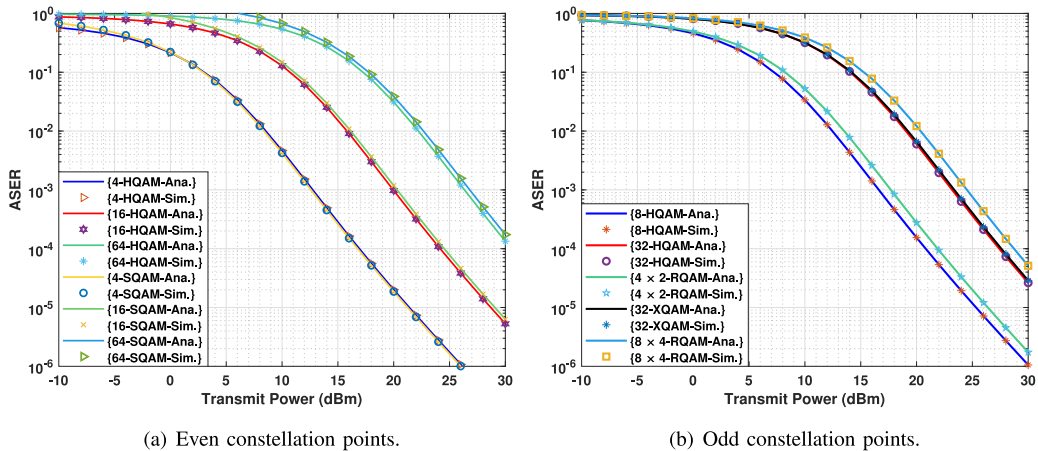 10^0
10^-1
10^-2
10^-3
10^-4
10^-5
10^-6
ASER
{4-HQAM-Ana.}
{4-HQAM-Sim.}
{16-HQAM-Ana.}
{16-HQAM-Sim.}
{64-HQAM-Ana.}
{64-HQAM-Sim.}
{4-SQAM-Ana.}
{4-SQAM-Sim.}
{16-SQAM-Ana.}
{16-SQAM-Sim.}
{64-SQAM-Ana.}
{64-SQAM-Sim.}
-10 -5 0 5 10 15 20 25 30
Transmit Power (dBm)
(a) Even constellation points.
10^0
10^-1
10^-2
10^-3
10^-4
10^-5
10^-6
ASER
{8-HQAM-Ana.}
{8-HQAM-Sim.}
{32-HQAM-Ana.}
{32-HQAM-Sim.}
{4 × 2-RQAM-Ana.}
{4 × 2-RQAM-Sim.}
{32-XQAM-Ana.}
{32-XQAM-Sim.}
{8 × 4-RQAM-Ana.}
{8 × 4-RQAM-Sim.}
-10 -5 0 5 10 15 20 25 30
Transmit Power (dBm)
(b) Odd constellation points.